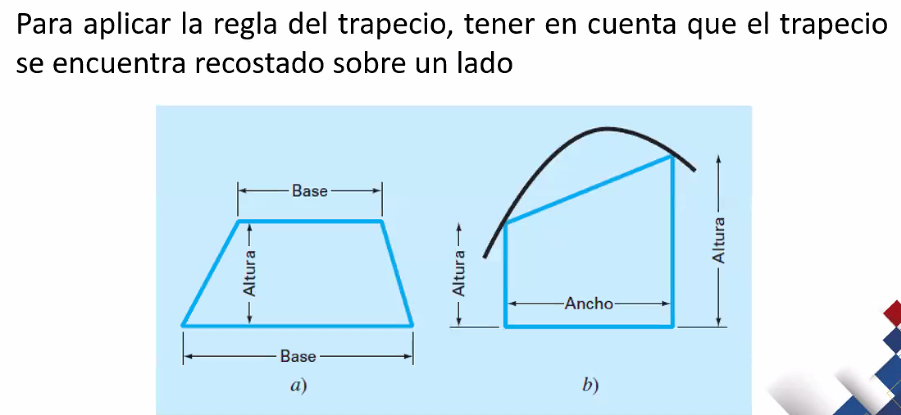 Para aplicar la regla del trapecio, tener en cuenta que el trapecio
se encuentra recostado sobre un lado
Base
Altura
Base
a)
Altura
Ancho
Altura
b)